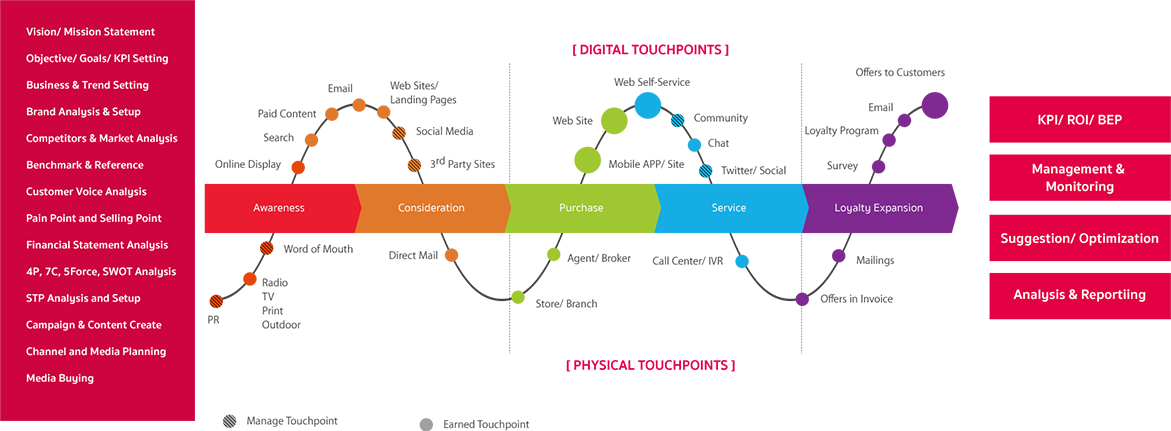 Vision/ Mission Statement
Objective/ Goals/ KPI Setting
Business & Trend Setting
Brand Analysis & Setup
Competitors & Market Analysis
Benchmark & Reference
Customer Voice Analysis
Pain Point and Selling Point
Financial Statement Analysis
4P, 7C, 5Force, SWOT Analysis
STP Analysis and Setup
Campaign & Content Create
Channel and Media Planning
Media Buying
[ DIGITAL TOUCHPOINTS ]
Email
Web Sites/
Landing Pages
Paid Content
Social Media
Search
3rd Party Sites
Online Display
Web Self-Service
Web Site
Community
Chat
Mobile APP/ Site
Twitter/ Social
Offers to Customers
Email
Loyalty Program
Survey
Awareness
Consideration
Purchase
Service
Loyalty Expansion
Word of Mouth
Radio
TV
Print
Outdoor
PR
Direct Mail
Agent/ Broker
Store/ Branch
Call Center/ IVR
Mailings
Offers in Invoice
[ PHYSICAL TOUCHPOINTS ]
Manage Touchpoint
Earned Touchpoint
KPI/ ROI/ BEP
Management &
Monitoring
Suggestion/ Optimization
Analysis & Reportiing